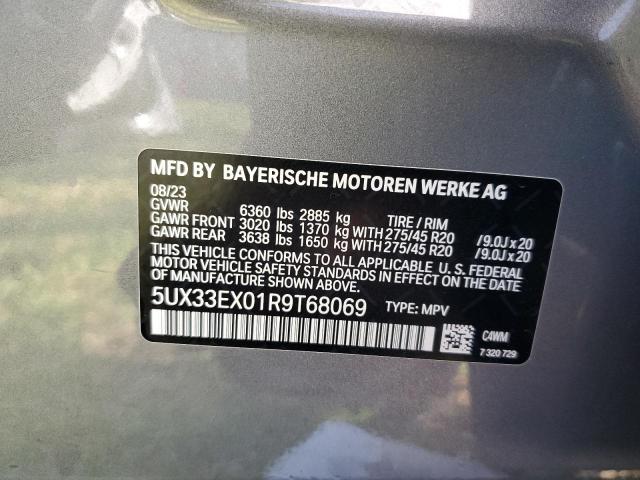 MFD BY BAYERISCHE MOTOREN WERKE AG
08/23
GVWR 6360 lbs 2885 kg TIRE / RIM
GAWR FRONT 3020 lbs 1370 kg WITH 275/45 R20 /9.0J x 20
GAWR REAR 3638 lbs 1650 kg WITH 275/45 R20 /9.0J x 20
THIS VEHICLE CONFORMS TO ALL APPLICABLE U.S. FEDERAL
MOTOR VEHICLE SAFETY STANDARDS IN EFFECT ON THE DATE
OF MANUFACTURE SHOWN ABOVE.
5UX33EX01R9T68069 TYPE: MPV
C4WM
7 320 729